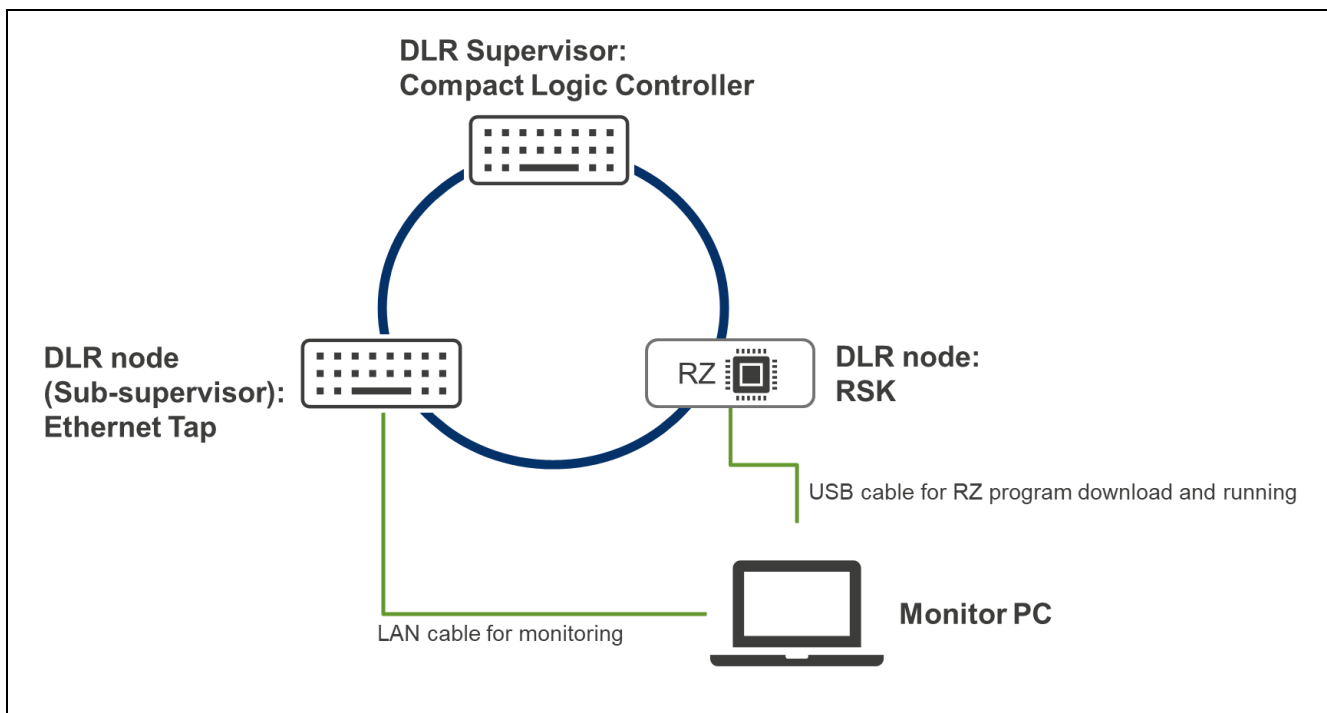 DLR Supervisor:
Compact Logic Controller
DLR node
(Sub-supervisor):
Ethernet Tap
RZ
DLR node:
RSK
USB cable for RZ program download and running
Monitor PC
LAN cable for monitoring